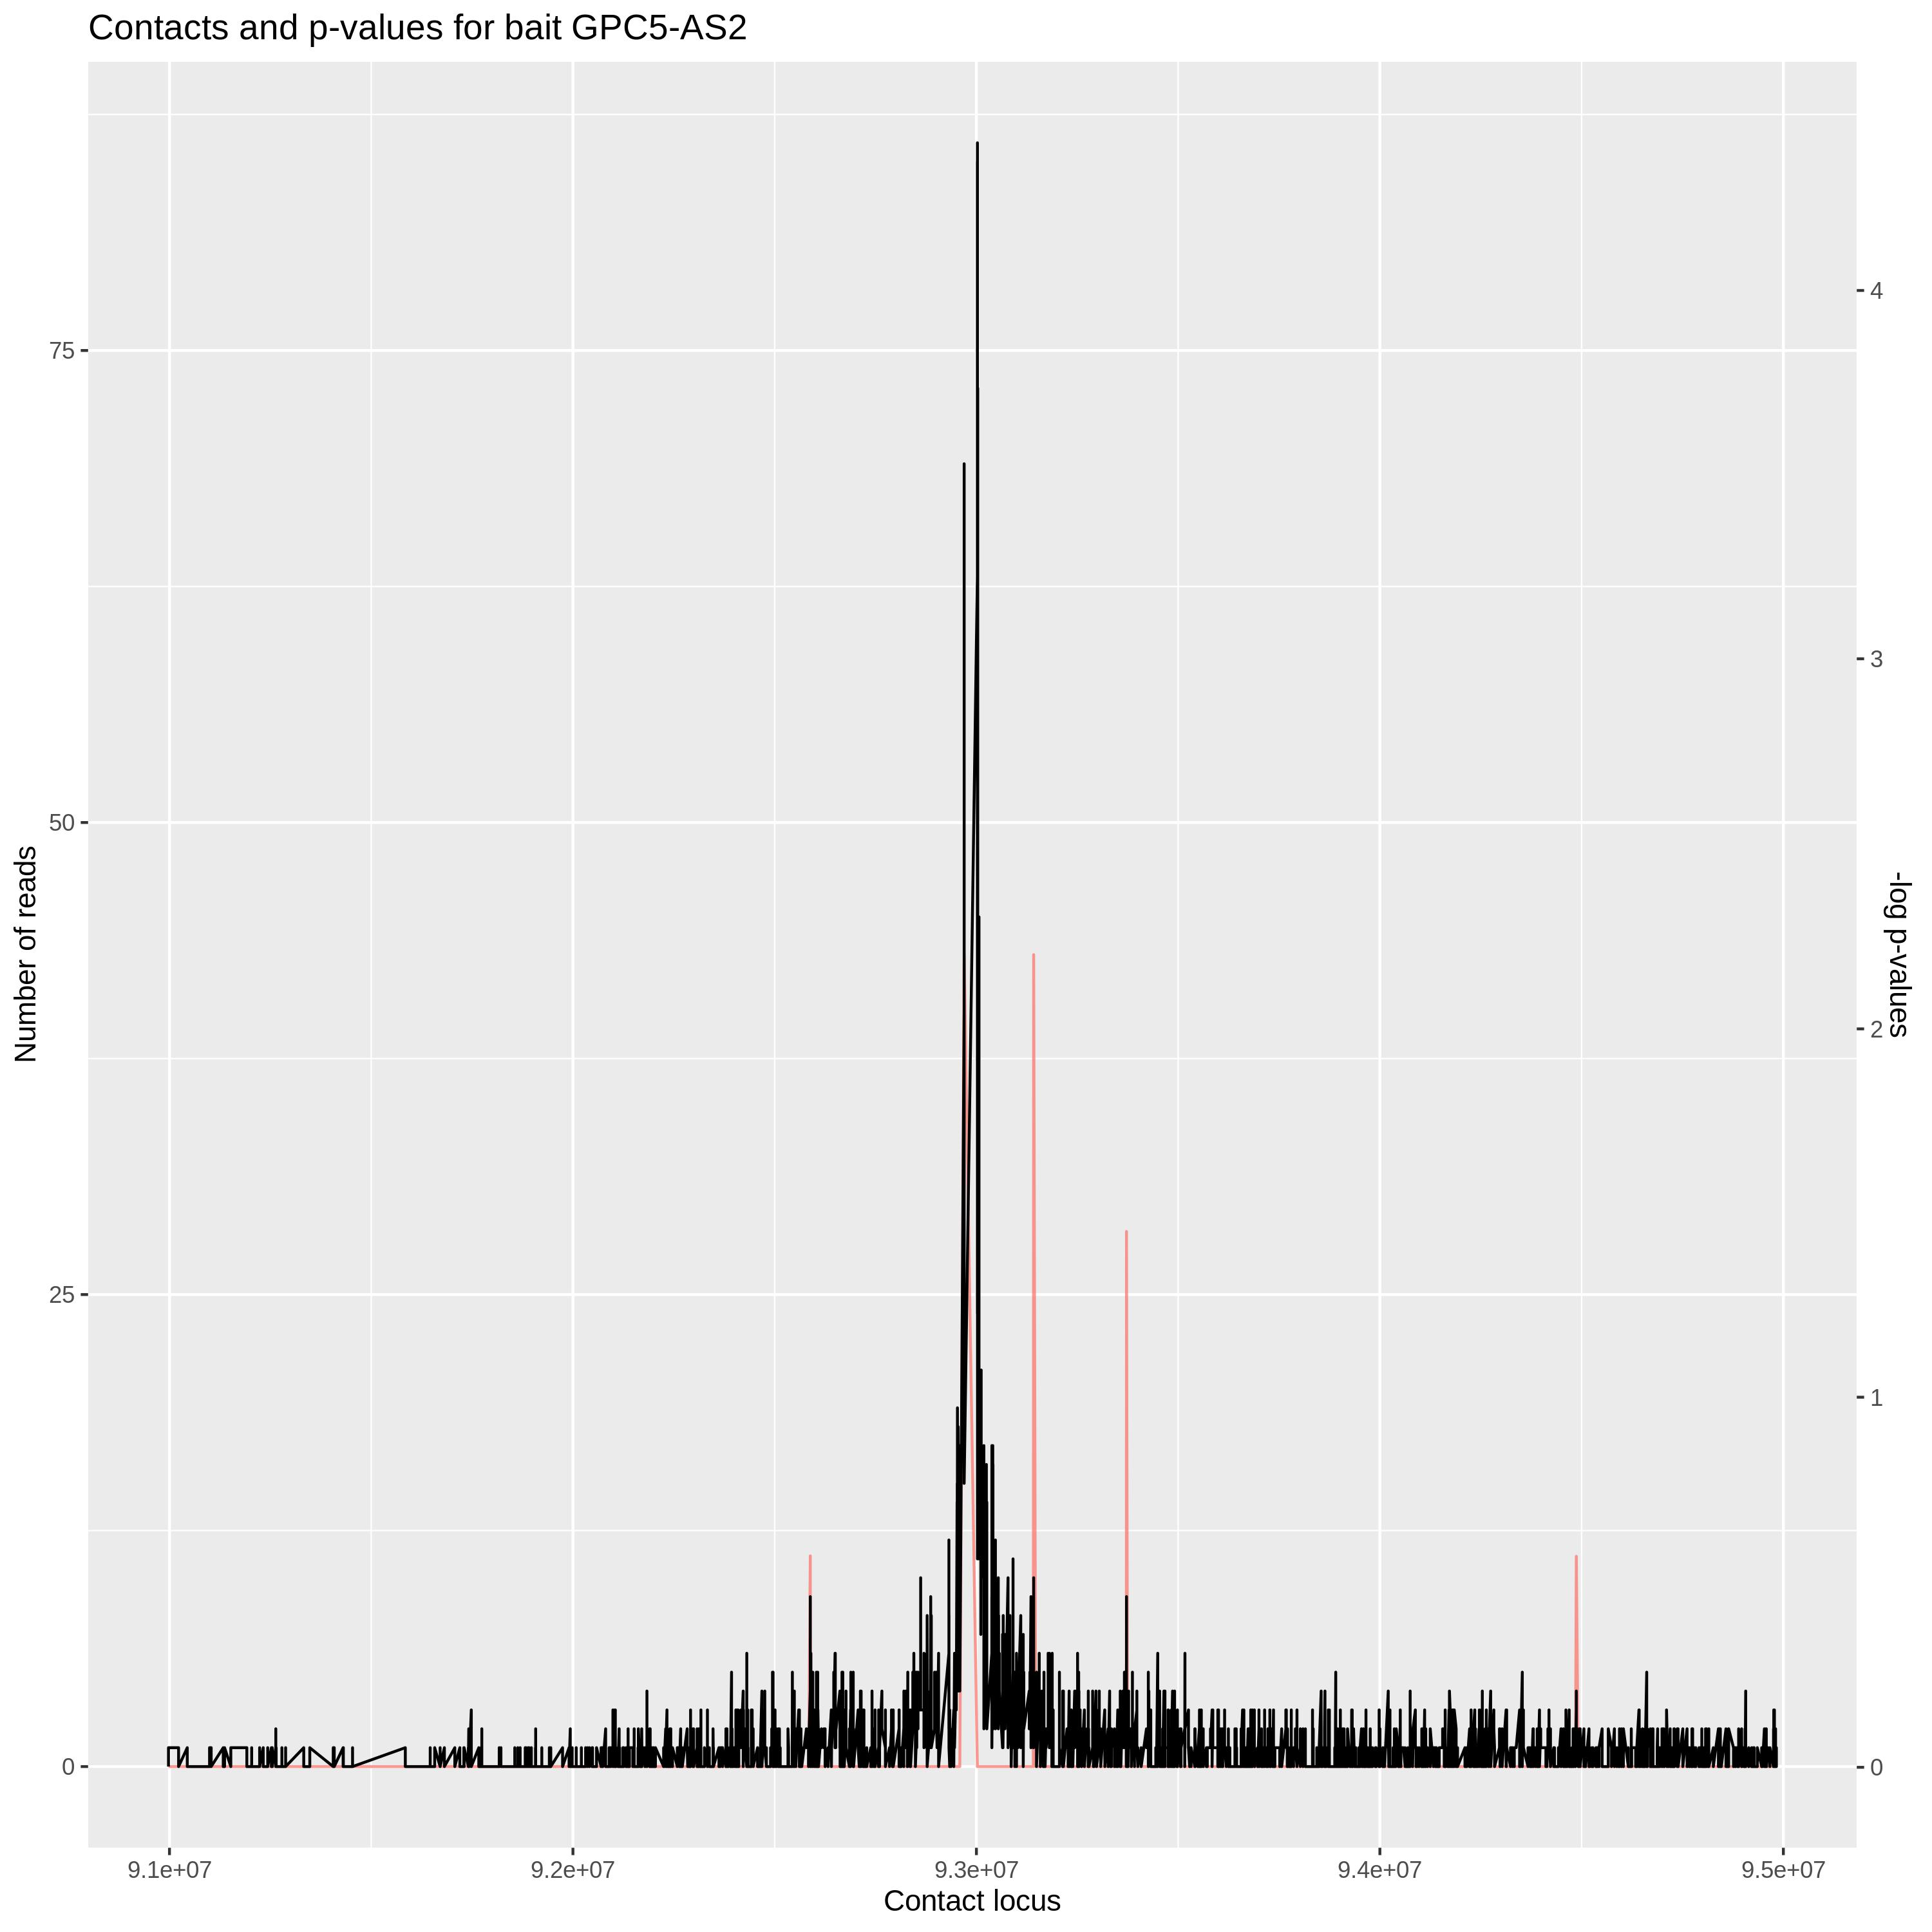 Contacts and p-values for bait GPC5-AS2
75
50
25
0
Number of reads
4
3
2
1
0
-log p-values
9.1e+07
9.2e+07
9.3e+07
9.4e+07
9.5e+07
Contact locus